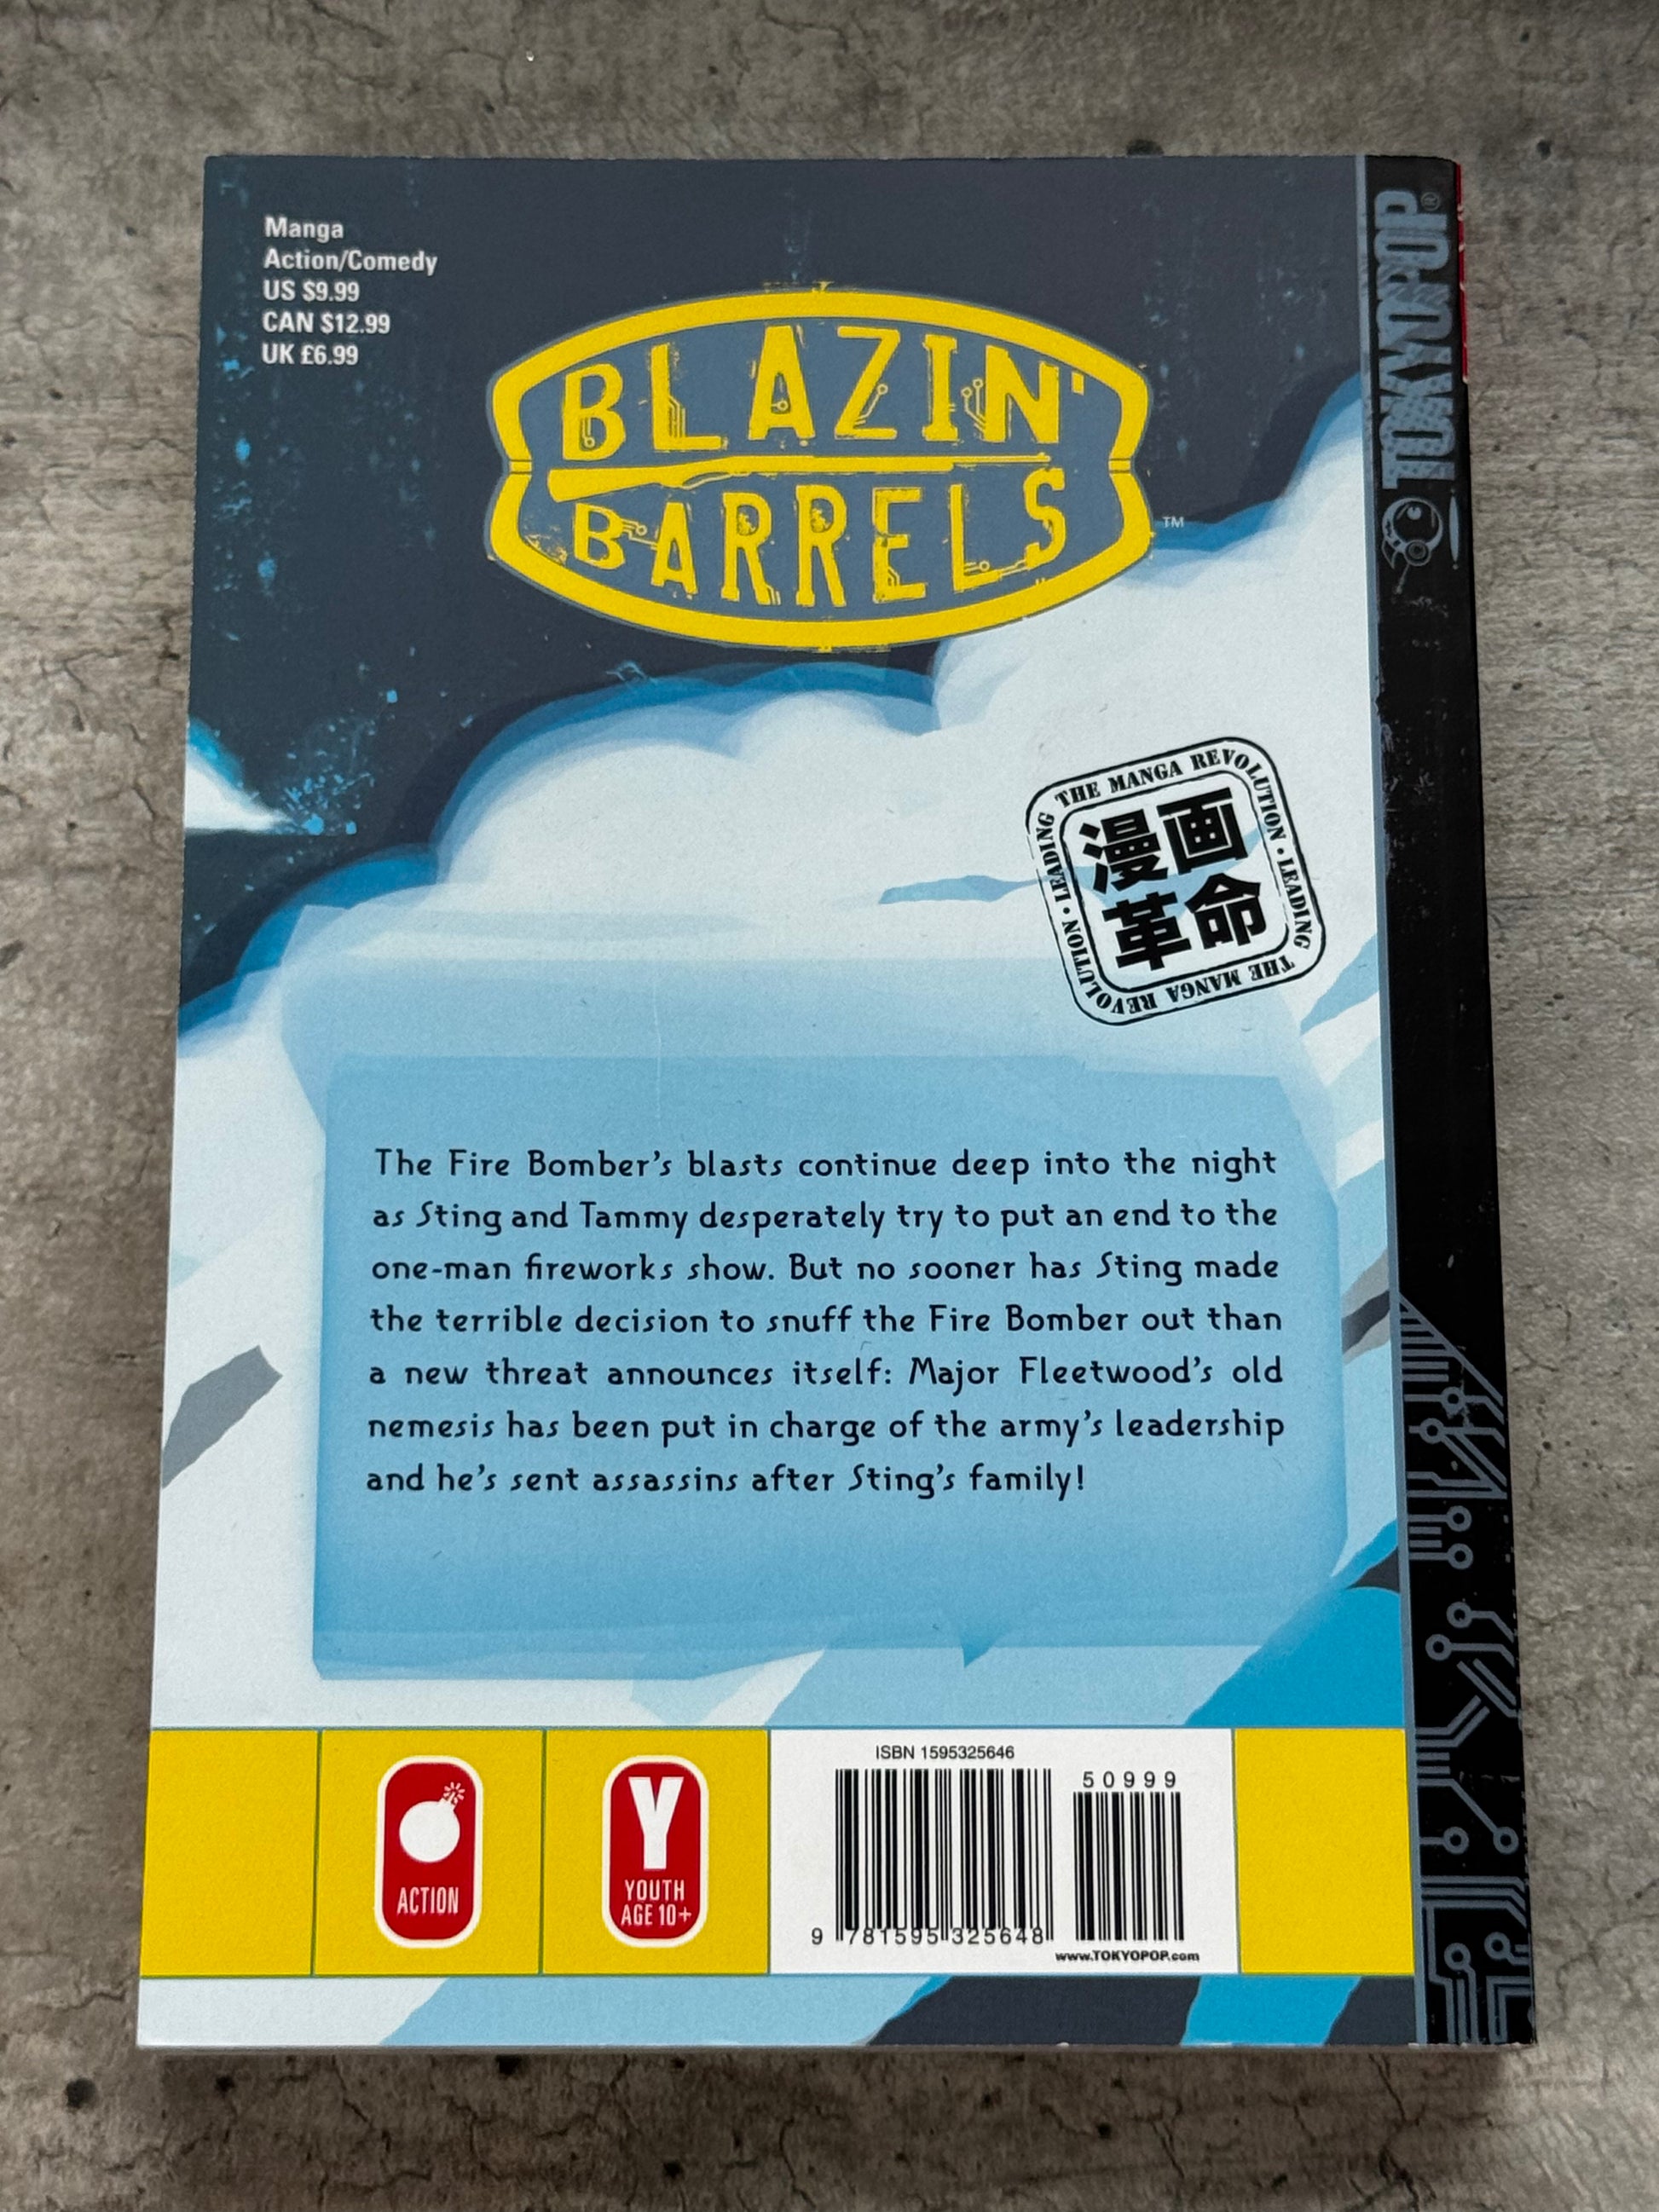 Manga
Action/Comedy
US $9.99
CAN $12.99
UK £6.99
BLAZIN'
BARRELS
™
TOKYOPOP®
THE MANGA REVOLUTION • LEADING
THE MANGA REVOLUTION • LEADING
漫画
革命
The Fire Bomber’s blasts continue deep into the night
as Sting and Tammy desperately try to put an end to the
one-man fireworks show. But no sooner has Sting made
the terrible decision to snuff the Fire Bomber out than
a new threat announces itself: Major Fleetwood’s old
nemesis has been put in charge of the army’s leadership
and he’s sent assassins after Sting’s family!
ACTION
Y
YOUTH
AGE 10+
ISBN 1595325646
50999
9 781595 325648
www.TOKYOPOP.com